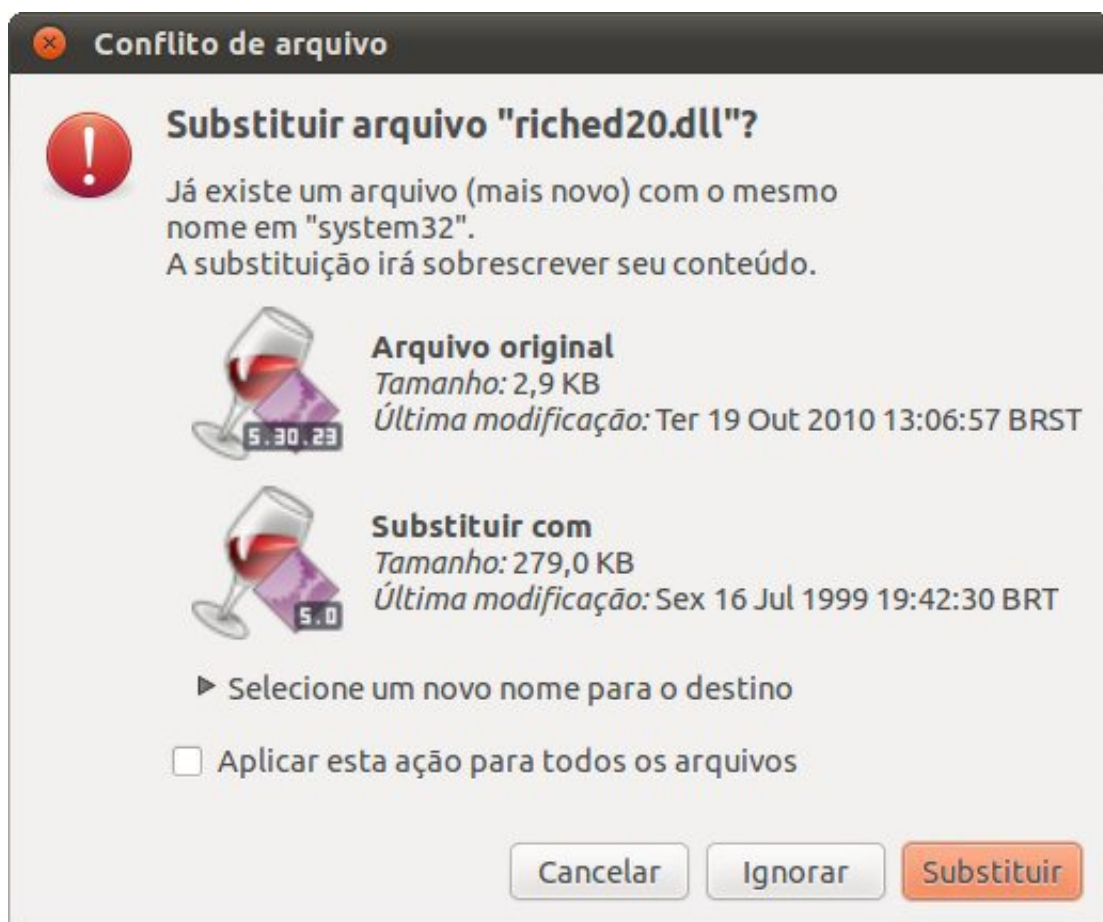 Conflito de arquivo
Substituir arquivo "riched20.dll"?
Já existe um arquivo (mais novo) com o mesmo
nome em "system32".
A substituição irá sobrescrever seu conteúdo.
Arquivo original
Tamanho: 2,9 KB
Última modificação: Ter 19 Out 2010 13:06:57 BRST
5.30.23
Substituir com
Tamanho: 279,0 KB
Última modificação: Sex 16 Jul 1999 19:42:30 BRT
5.0
Selecione um novo nome para o destino
Aplicar esta ação para todos os arquivos
Cancelar
Ignorar
Substituir